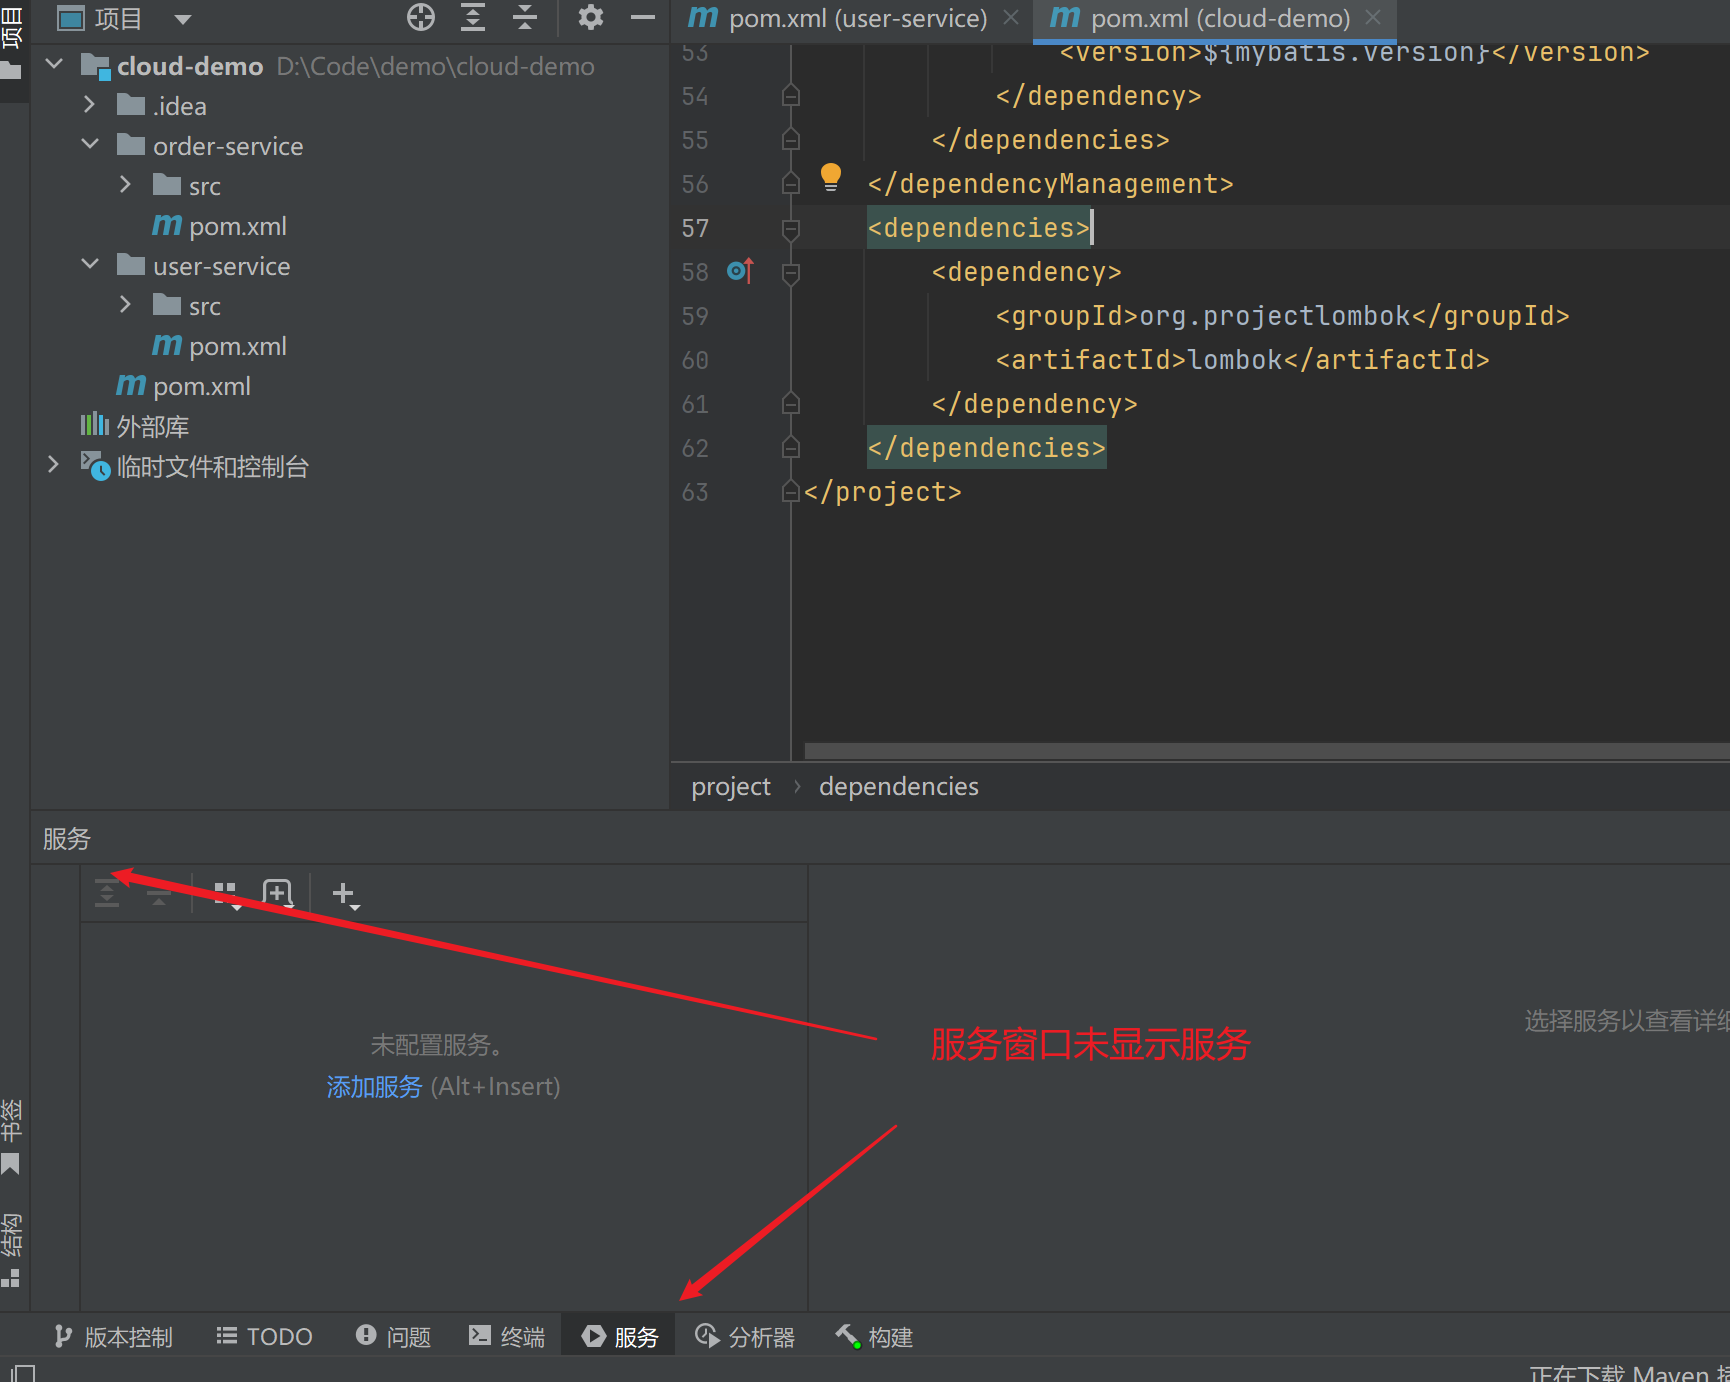 项目
项目
pom.xml (user-service)
pom.xml (cloud-demo)
cloud-demo D:\Code\demo\cloud-demo
.idea
order-service
src
pom.xml
user-service
src
pom.xml
pom.xml
外部库
临时文件和控制台
53 <version>${mybatis.version}</version>
54 </dependency>
55 </dependencies>
56 </dependencyManagement>
57 <dependencies>
58 <dependency>
59 <groupId>org.projectlombok</groupId>
60 <artifactId>lombok</artifactId>
61 </dependency>
62 </dependencies>
63 </project>
project › dependencies
服务
未配置服务。
添加服务 (Alt+Insert)
选择服务以查看详细
服务窗口未显示服务
书签
结构
版本控制
TODO
问题
终端
服务
分析器
构建
正在下载 Maven